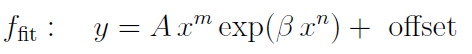 f_fit : y = A x^m exp(β x^n) + offset